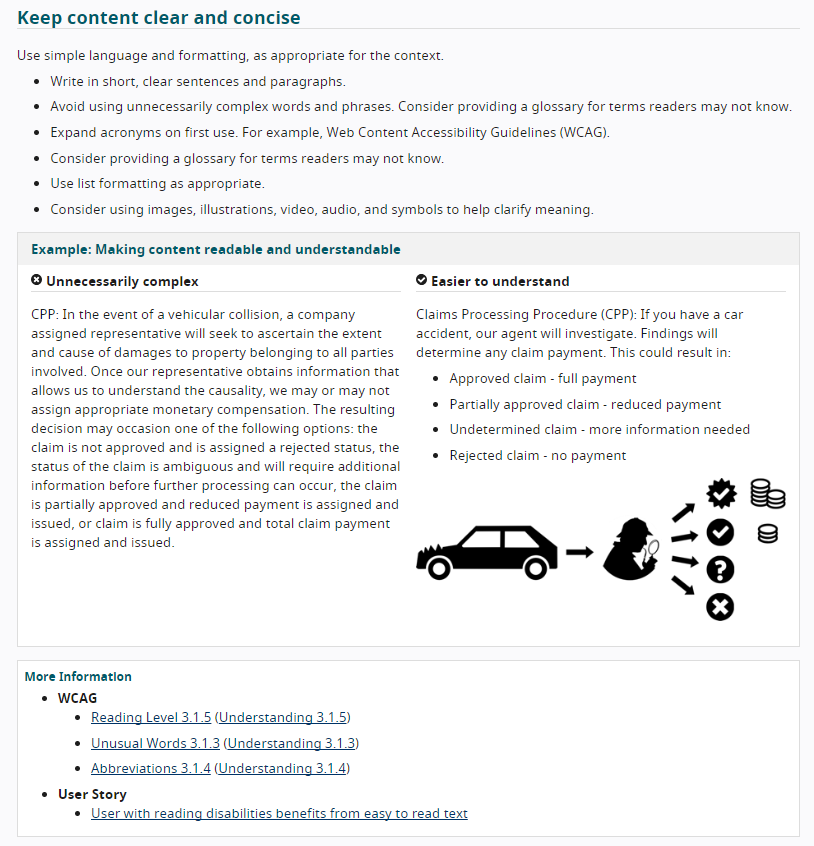 Keep content clear and concise
Use simple language and formatting, as appropriate for the context.
Write in short, clear sentences and paragraphs.
Avoid using unnecessarily complex words and phrases. Consider providing a glossary for terms readers may not know.
Expand acronyms on first use. For example, Web Content Accessibility Guidelines (WCAG).
Consider providing a glossary for terms readers may not know.
Use list formatting as appropriate.
Consider using images, illustrations, video, audio, and symbols to help clarify meaning.
Example: Making content readable and understandable
Unnecessarily complex
CPP: In the event of a vehicular collision, a company
assigned representative will seek to ascertain the extent
and cause of damages to property belonging to all parties
involved. Once our representative obtains information that
allows us to understand the causality, we may or may not
assign appropriate monetary compensation. The resulting
decision may occasion one of the following options: the
claim is not approved and is assigned a rejected status, the
status of the claim is ambiguous and will require additional
information before further processing can occur, the claim
is partially approved and reduced payment is assigned and
issued, or claim is fully approved and total claim payment
is assigned and issued.
Easier to understand
Claims Processing Procedure (CPP): If you have a car
accident, our agent will investigate. Findings will
determine any claim payment. This could result in:
Approved claim - full payment
Partially approved claim - reduced payment
Undetermined claim - more information needed
Rejected claim - no payment
More Information
WCAG
Reading Level 3.1.5 (Understanding 3.1.5)
Unusual Words 3.1.3 (Understanding 3.1.3)
Abbreviations 3.1.4 (Understanding 3.1.4)
User Story
User with reading disabilities benefits from easy to read text